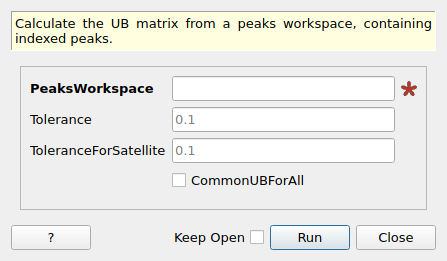 Calculate the UB matrix from a peaks workspace, containing
indexed peaks.
PeaksWorkspace *
Tolerance 0.1
ToleranceForSatellite 0.1
CommonUBForAll
? Keep Open Run Close